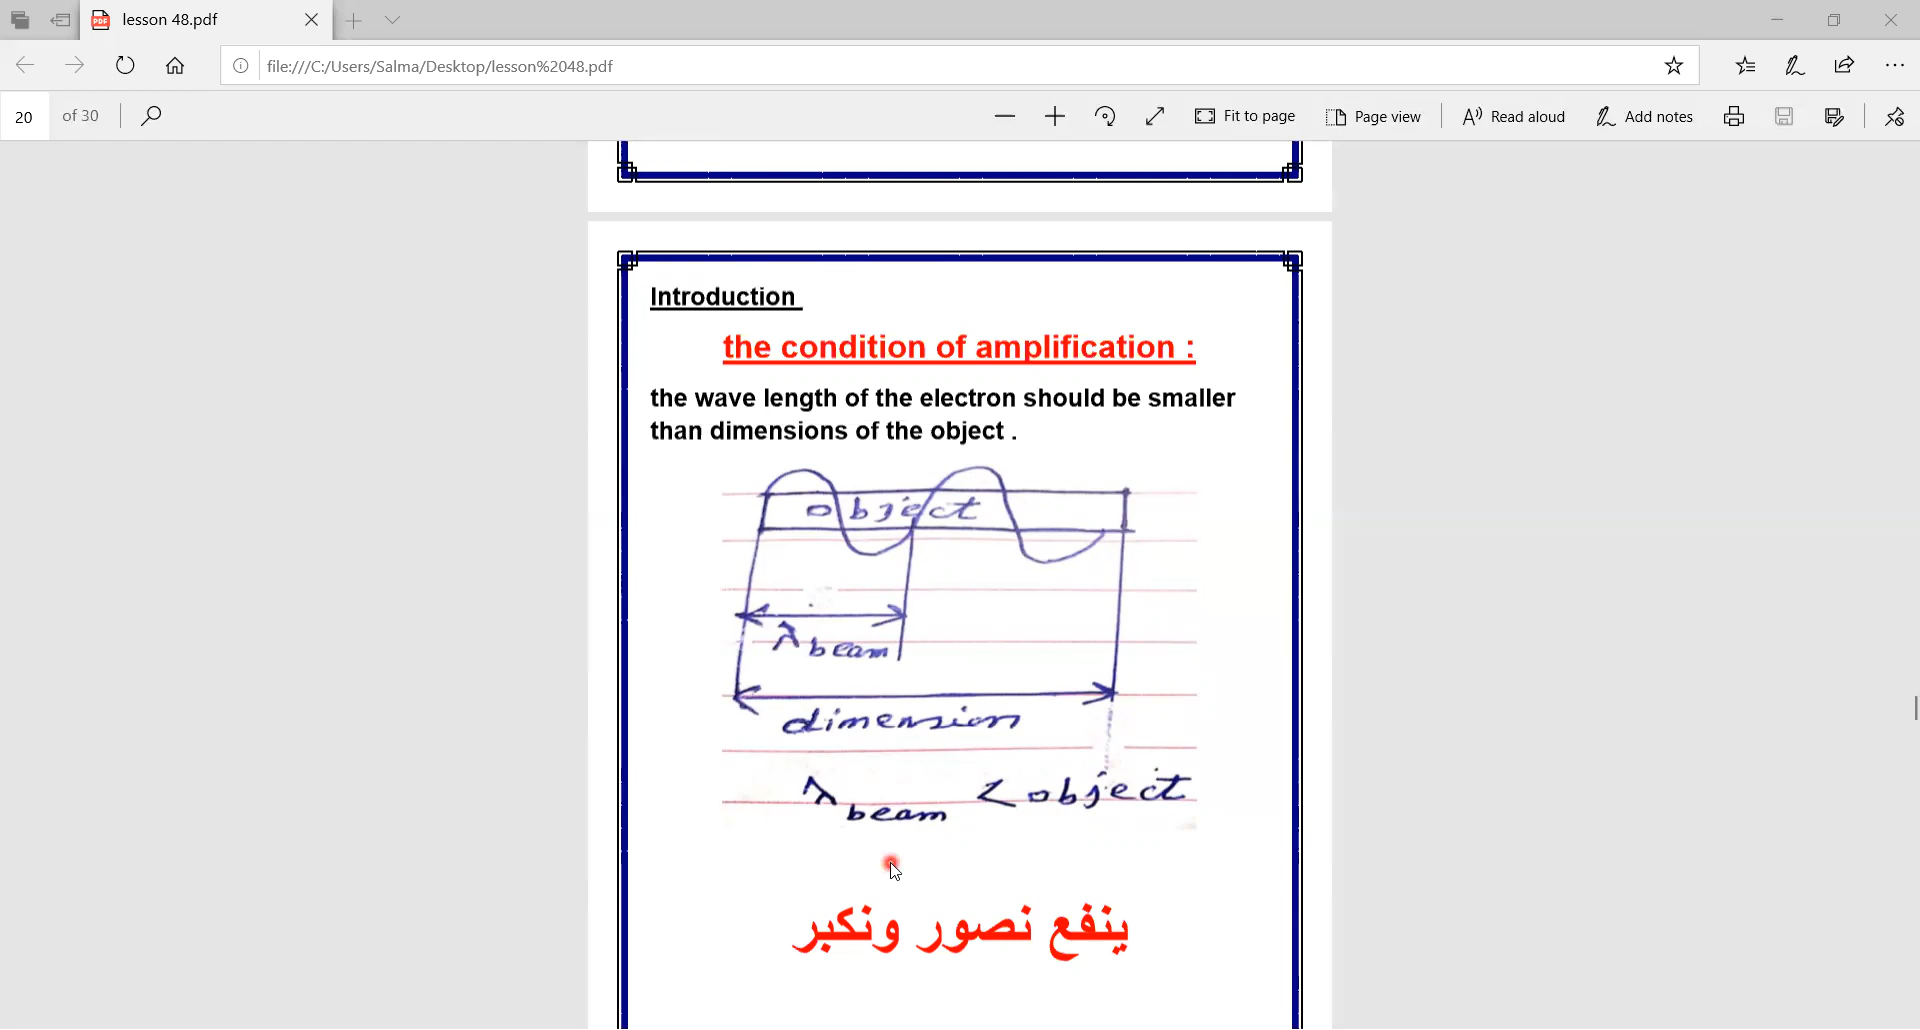 lesson 48.pdf
file:///C:/Users/Salma/Desktop/lesson%2048.pdf
20 of 30
Fit to page
Page view
Read aloud
Add notes
Introduction
the condition of amplification :
the wave length of the electron should be smaller
than dimensions of the object .
object
λ beam
dimension
λ beam < object
ينفع نصور ونكبر